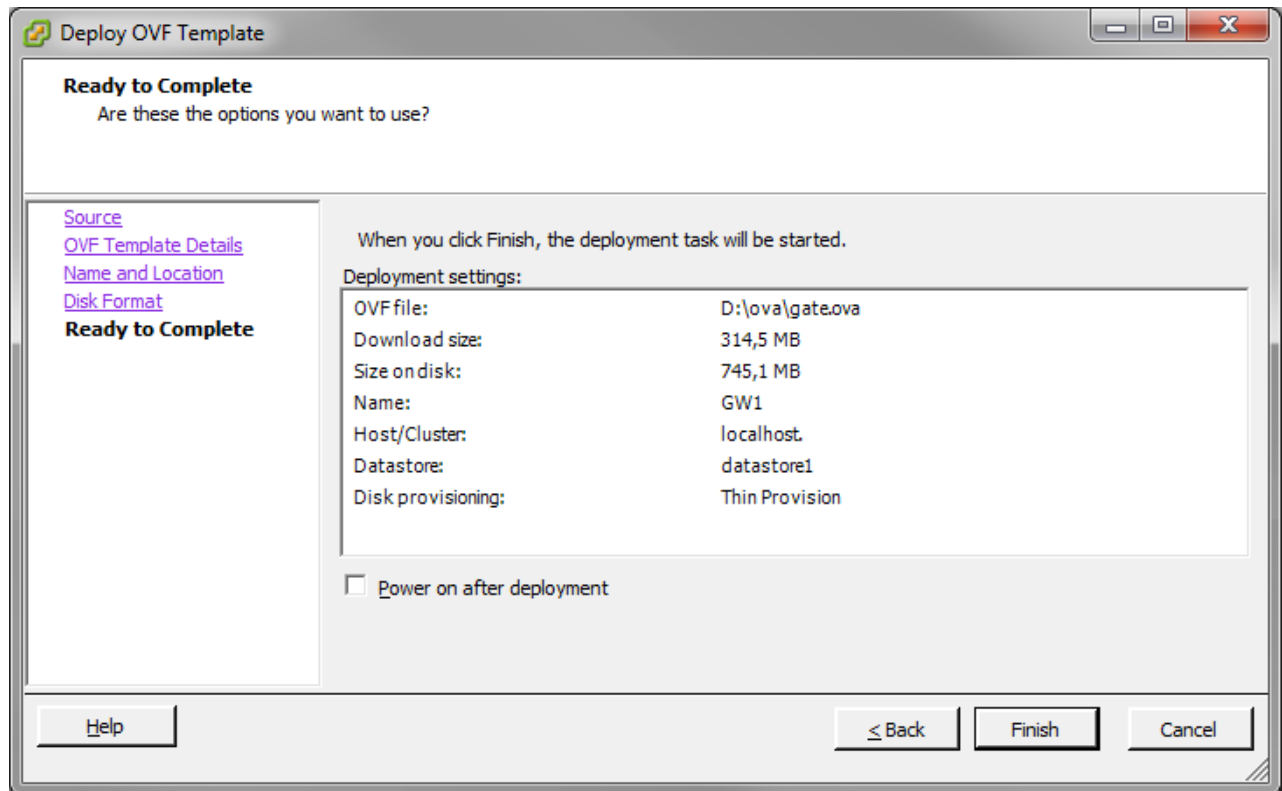 Deploy OVF Template
Ready to Complete
Are these the options you want to use?
Source
OVF Template Details
Name and Location
Disk Format
Ready to Complete
When you click Finish, the deployment task will be started.
Deployment settings:
OVF file: D:\ova\gate.ova
Download size: 314,5 MB
Size on disk: 745,1 MB
Name: GW1
Host/Cluster: localhost.
Datastore: datastore1
Disk provisioning: Thin Provision
Power on after deployment
Help
< Back
Finish
Cancel